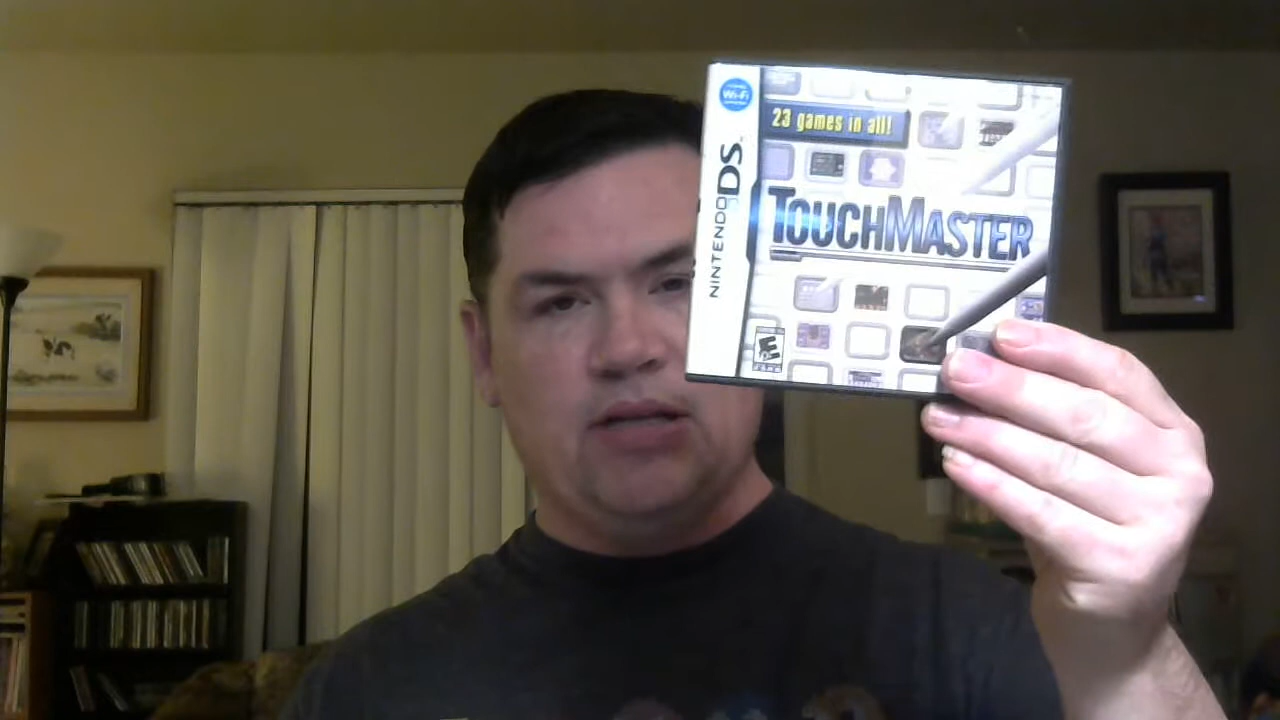 Wi-Fi
23 games in all!
NINTENDO DS
TOUCHMASTER
E